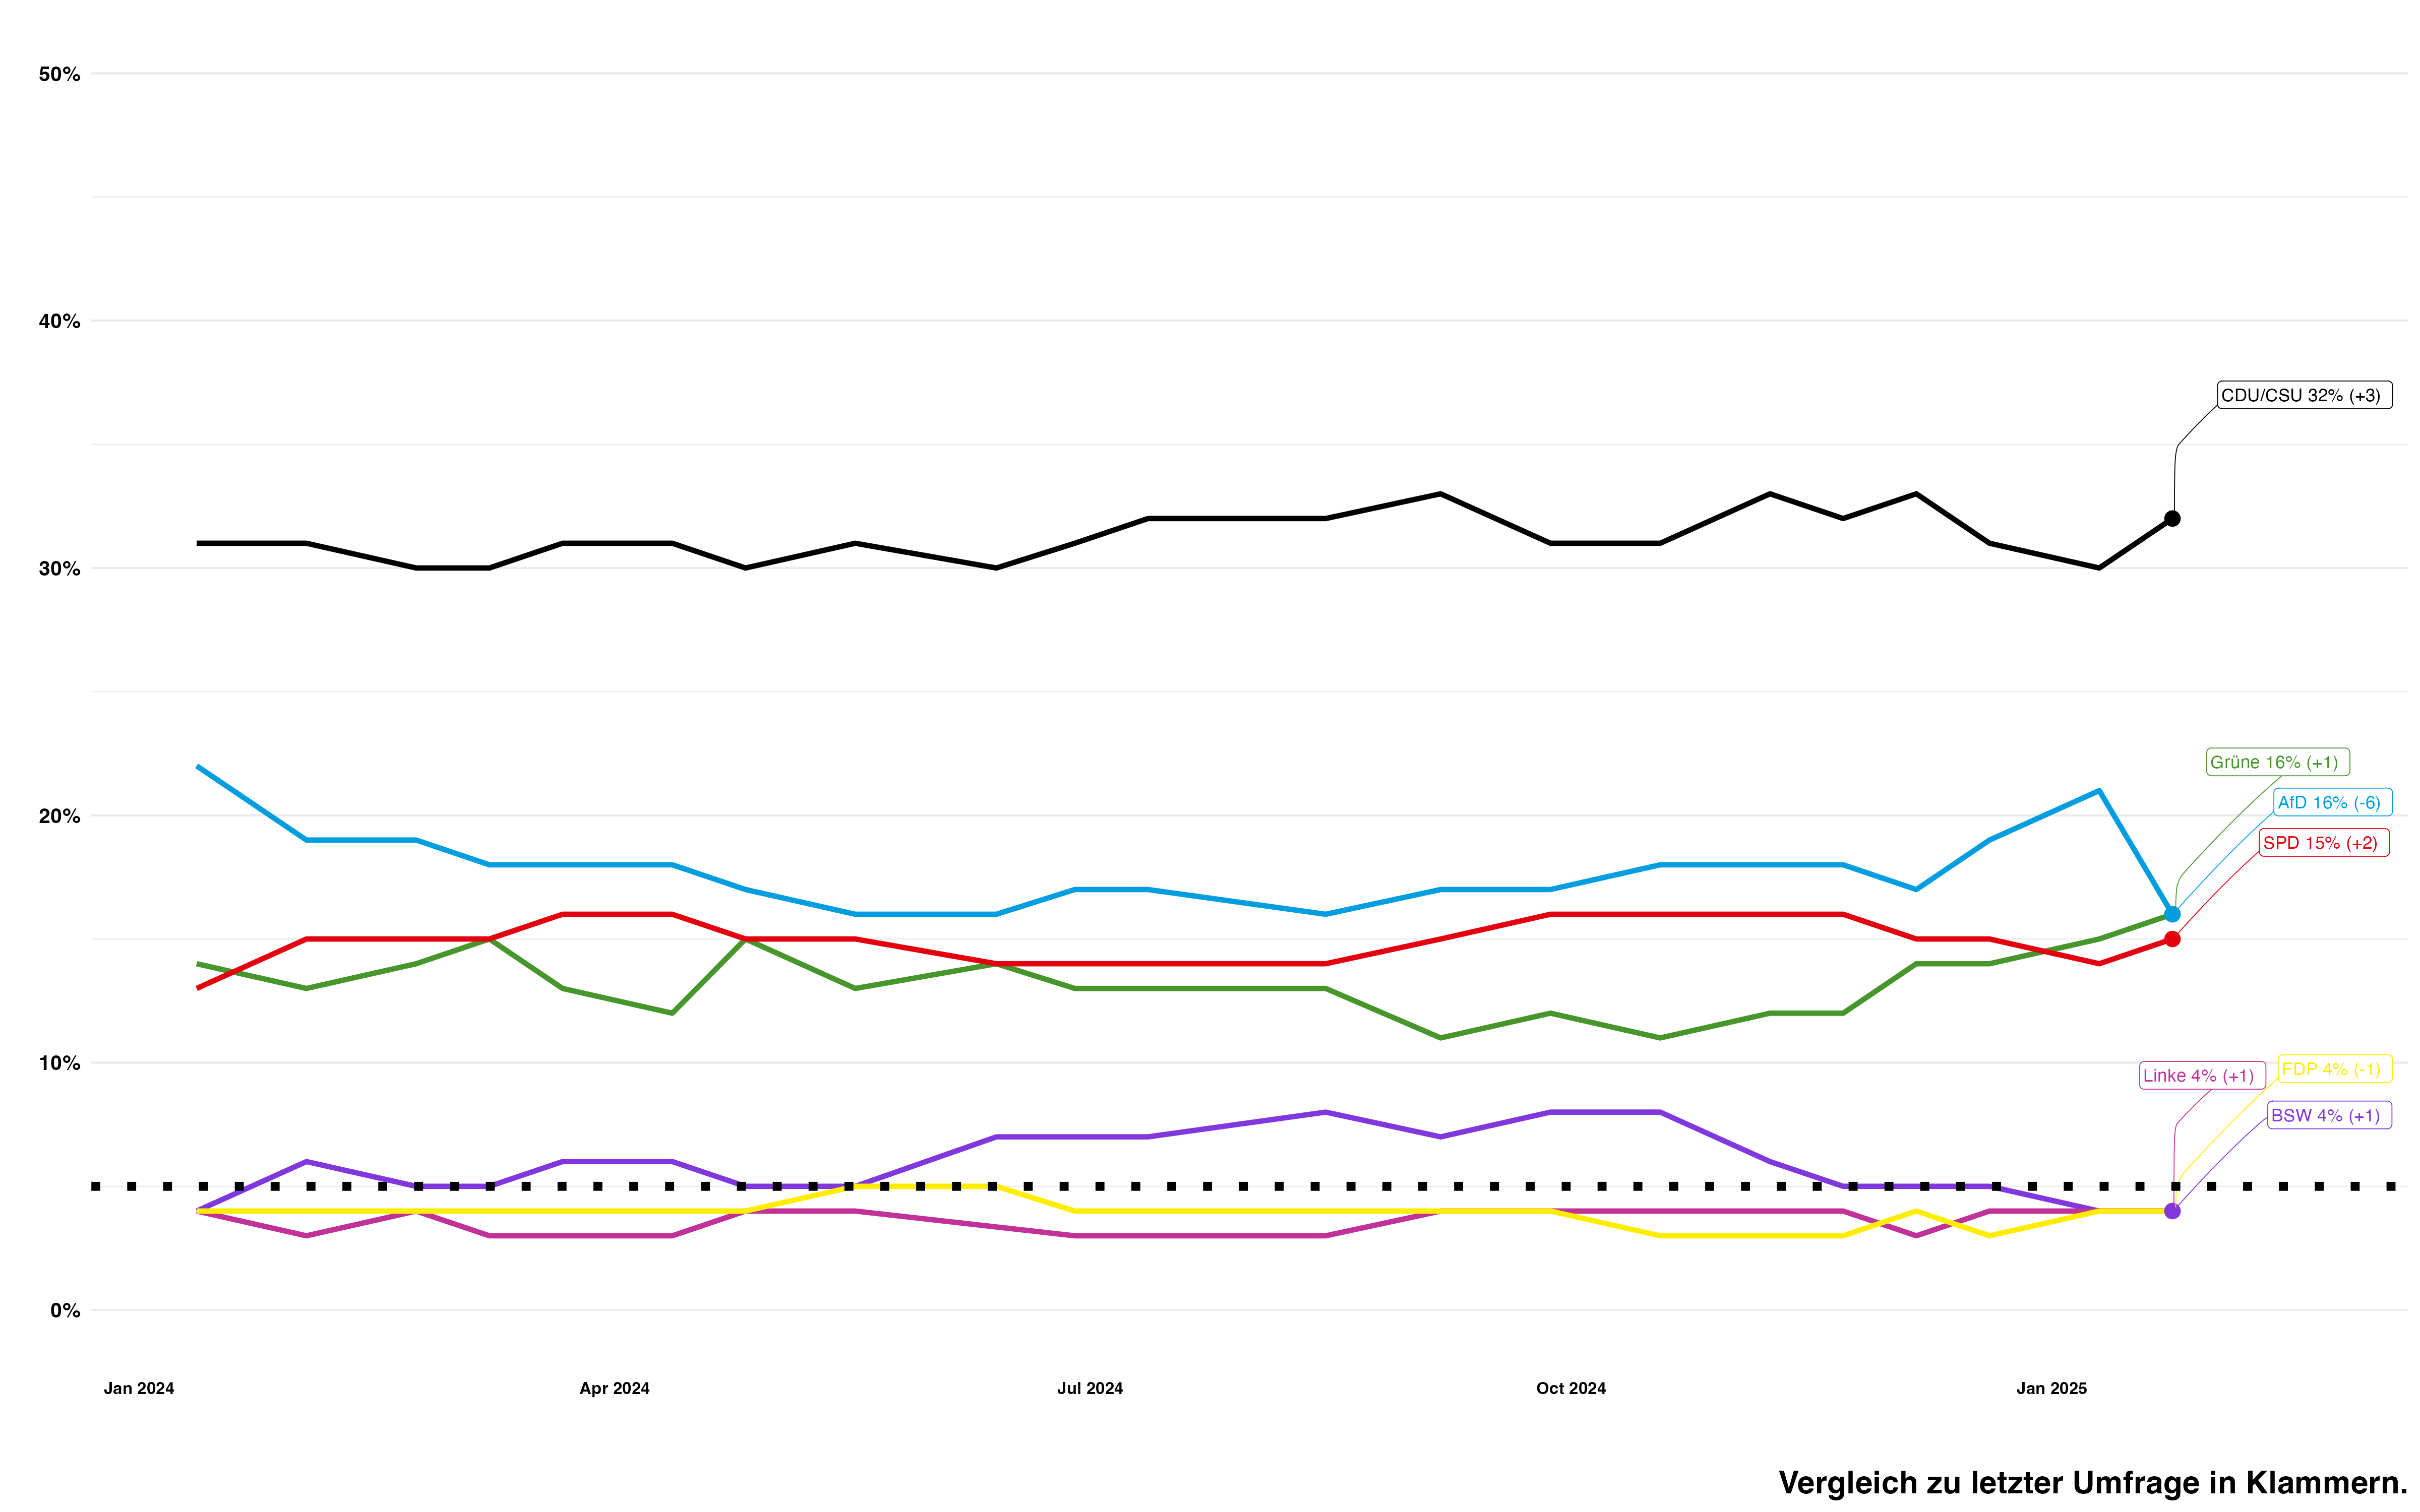 50%
40%
CDU/CSU 32% (+3)
30%
Grüne 16% (+1)
AfD 16% (-6)
20%
SPD 15% (+2)
10%
FDP 4% (-1)
Linke 4% (+1)
BSW 4% (+1)
0%
Jan 2024 Apr 2024 Jul 2024 Oct 2024 Jan 2025
Vergleich zu letzter Umfrage in Klammern.